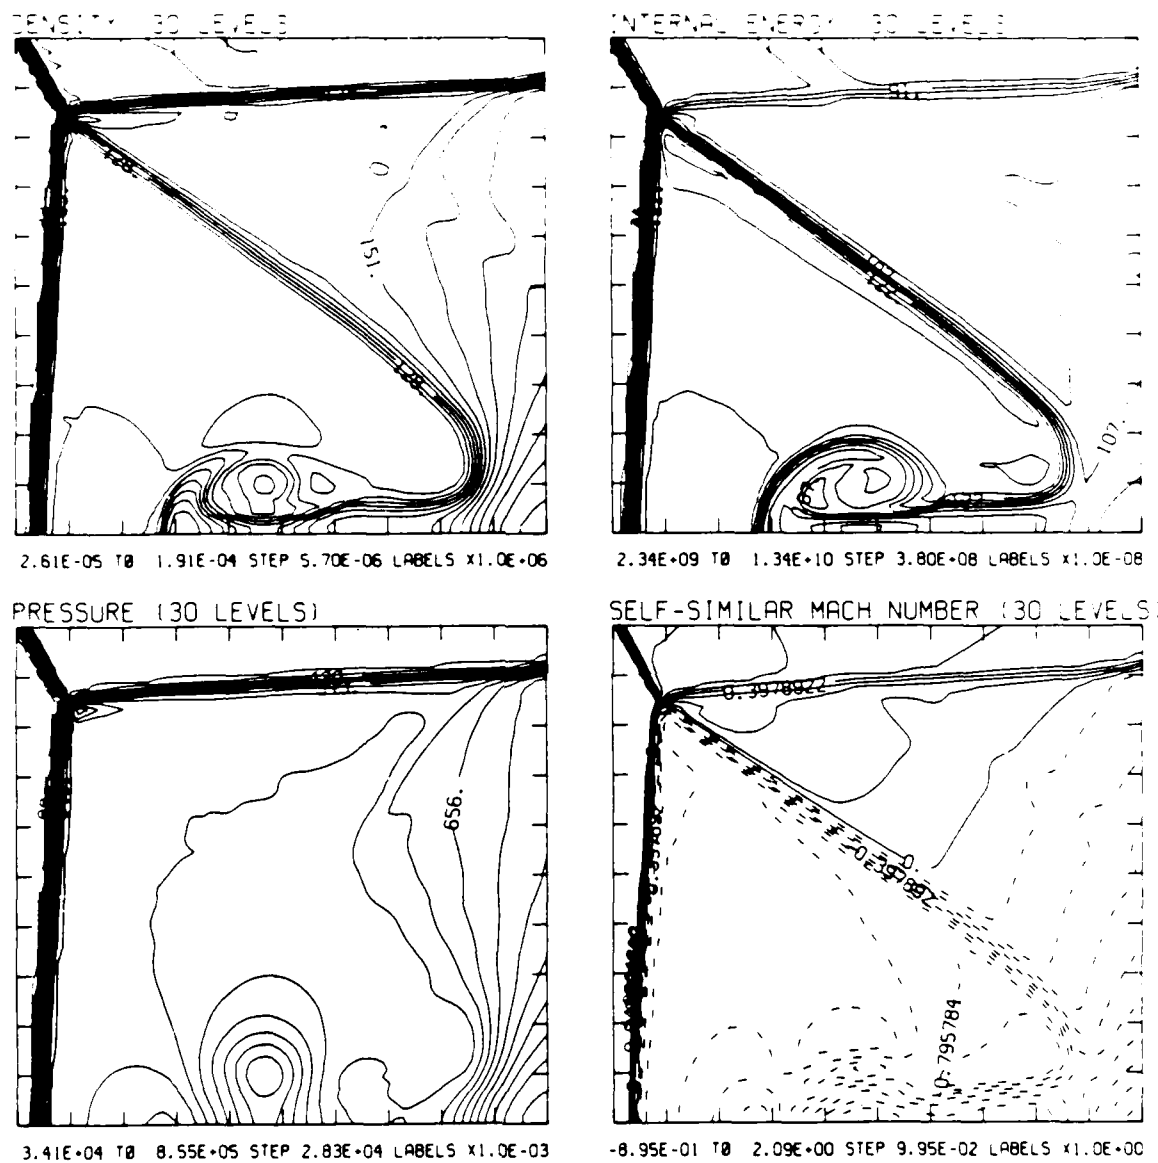 DENSITY 30 LEVELS
INTERNAL ENERGY 30 LEVELS
151.
107.
2.61E-05 TO 1.91E-04 STEP 5.70E-06 LABELS X1.0E+06
2.34E+09 TO 1.34E+10 STEP 3.80E+08 LABELS X1.0E-08
PRESSURE (30 LEVELS)
SELF-SIMILAR MACH NUMBER (30 LEVELS)
0.397892
656.
-0.397892
0.
0.795784
3.41E+04 TO 8.55E+05 STEP 2.83E+04 LABELS X1.0E-03
-8.95E-01 TO 2.09E+00 STEP 9.95E-02 LABELS X1.0E+00